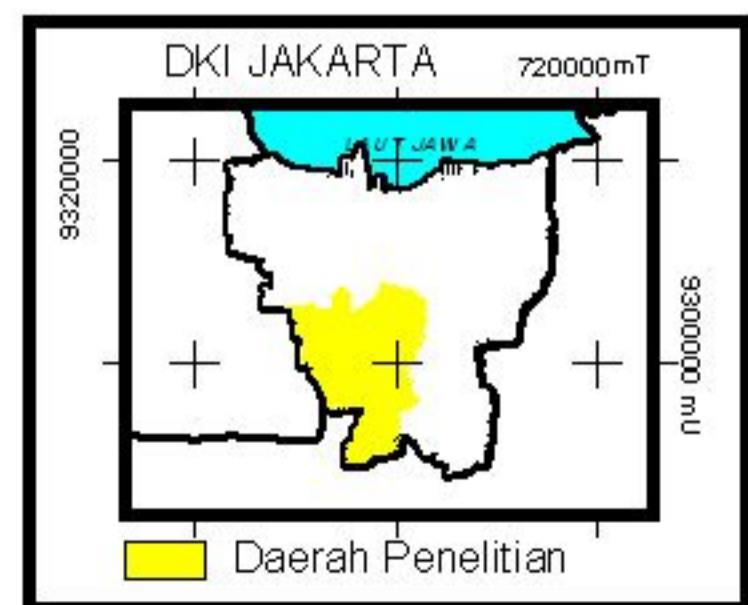 DKI JAKARTA
720000mT
LAUT JAWA
9320000
9300000 mU
Daerah Penelitian